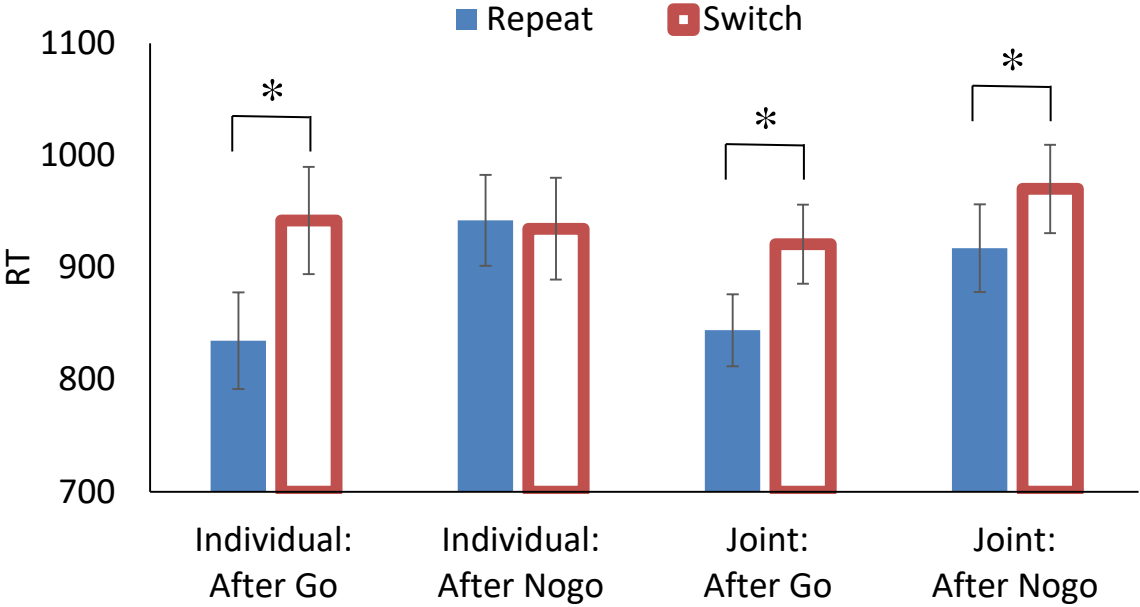 Repeat Switch
1100
1000
900
800
700
RT
* * *
Individual: Individual: Joint: Joint:
After Go After Nogo After Go After Nogo